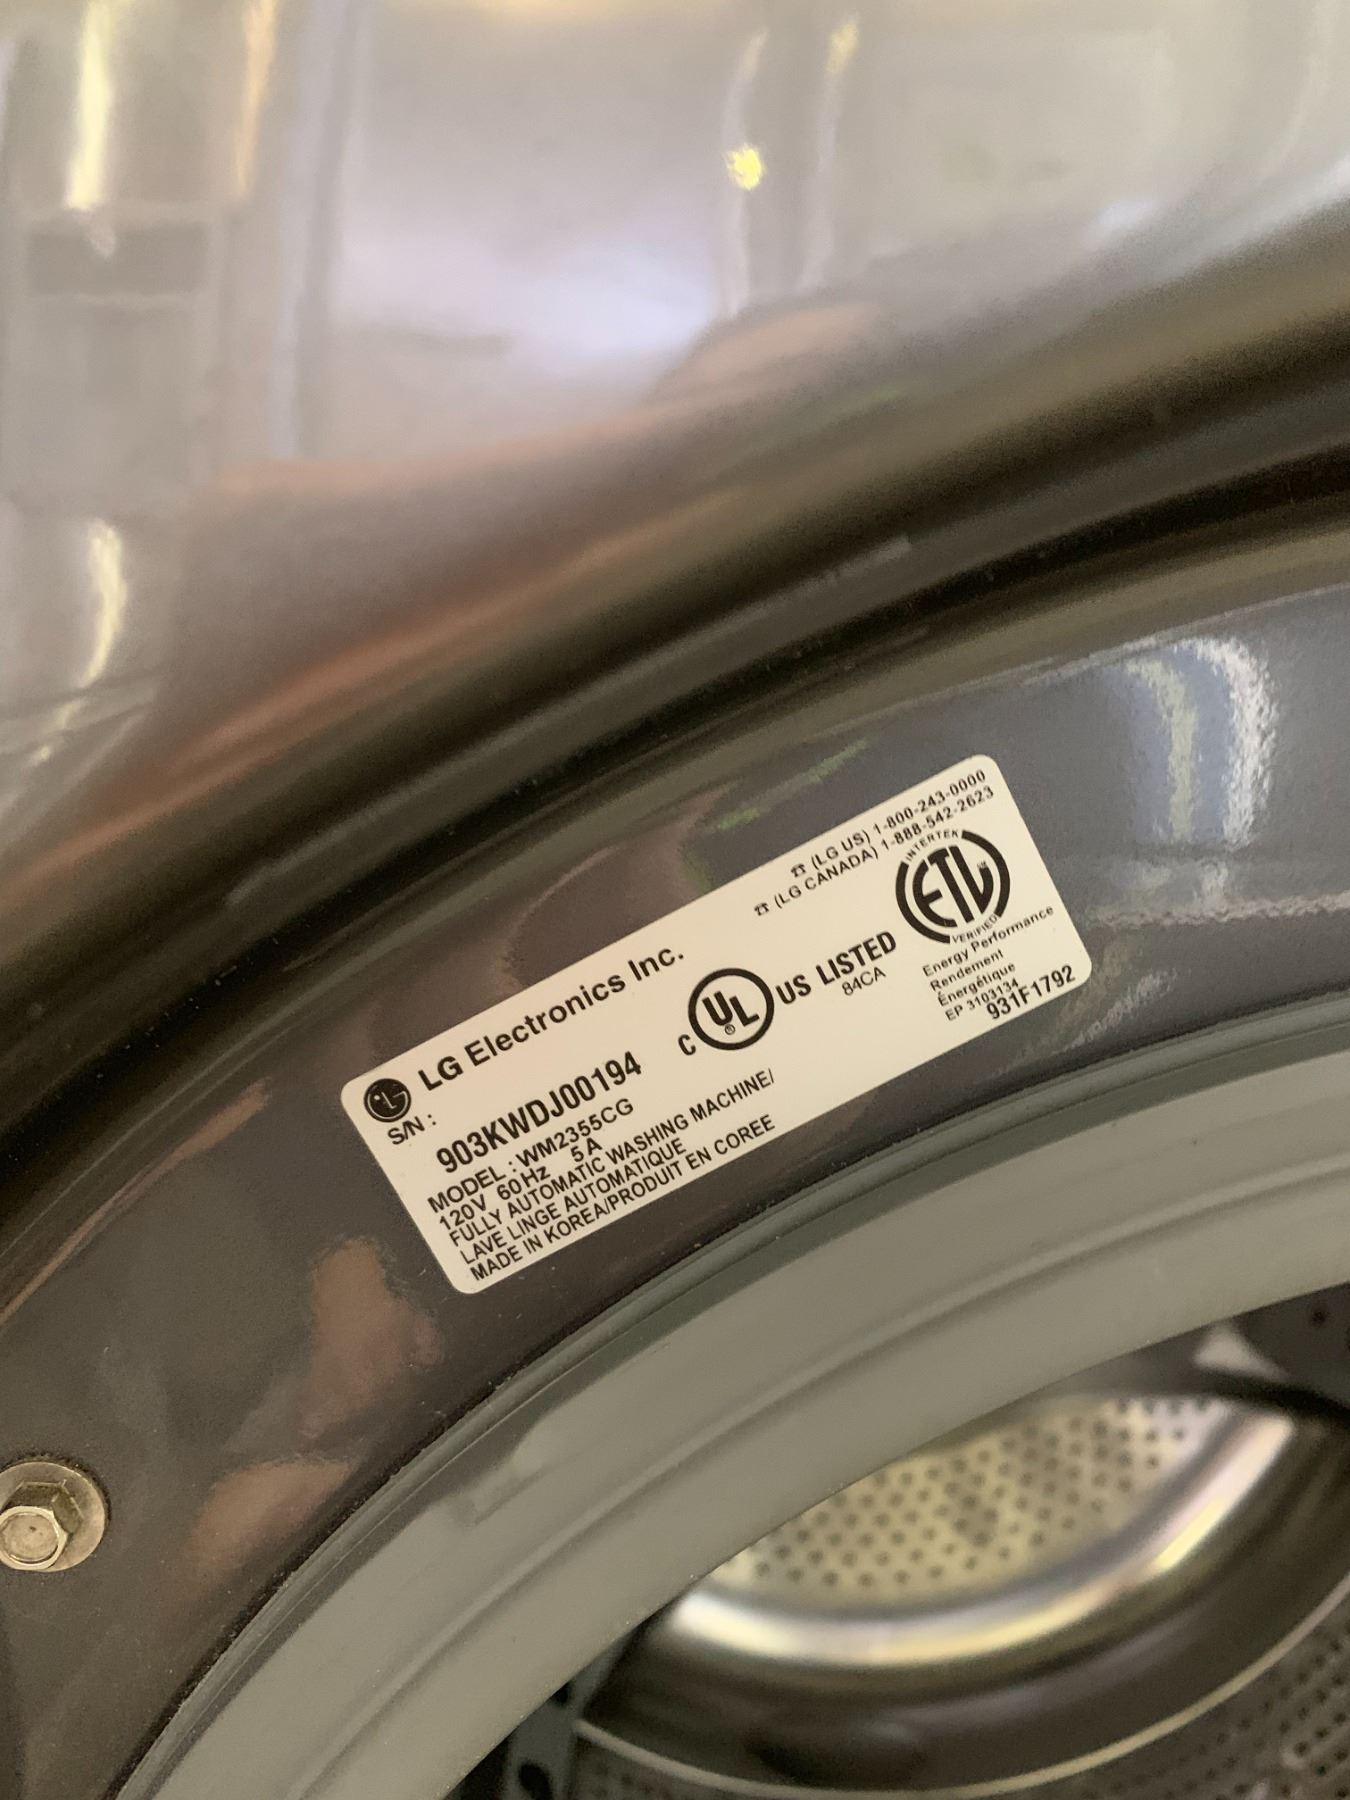 ☎ (LG US) 1-800-243-0000
☎ (LG CANADA) 1-888-542-2623
LG LG Electronics Inc.
S/N :
903KWDJ00194
MODEL : WM2355CG
120V 60Hz 5A
FULLY AUTOMATIC WASHING MACHINE/
LAVE LINGE AUTOMATIQUE
MADE IN KOREA/PRODUIT EN COREE
C UL ® US LISTED
84CA
INTERTEK
ETL
VERIFIED
Energy Performance
Rendement
Énergétique
EP 3103134
931F1792